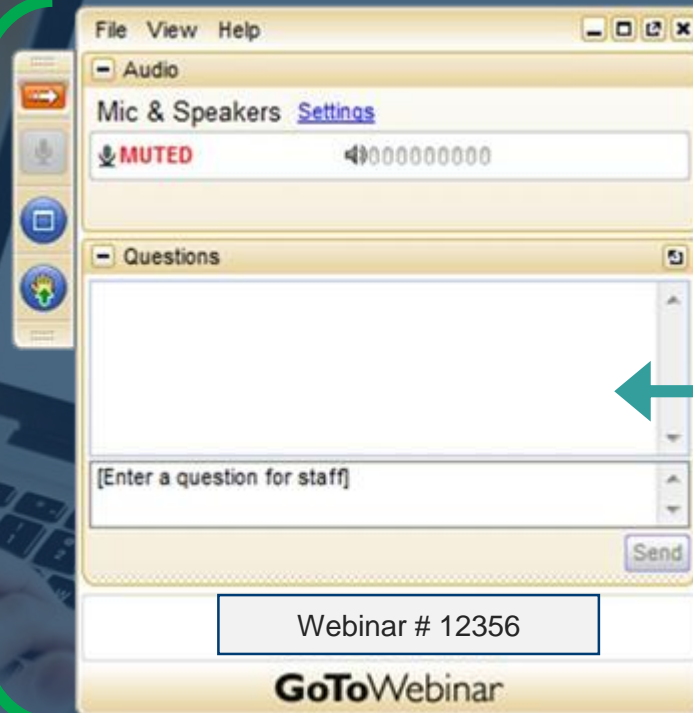 File View Help
Audio
Mic & Speakers Settings
MUTED
Questions
[Enter a question for staff]
Send
Webinar # 12356
GoToWebinar